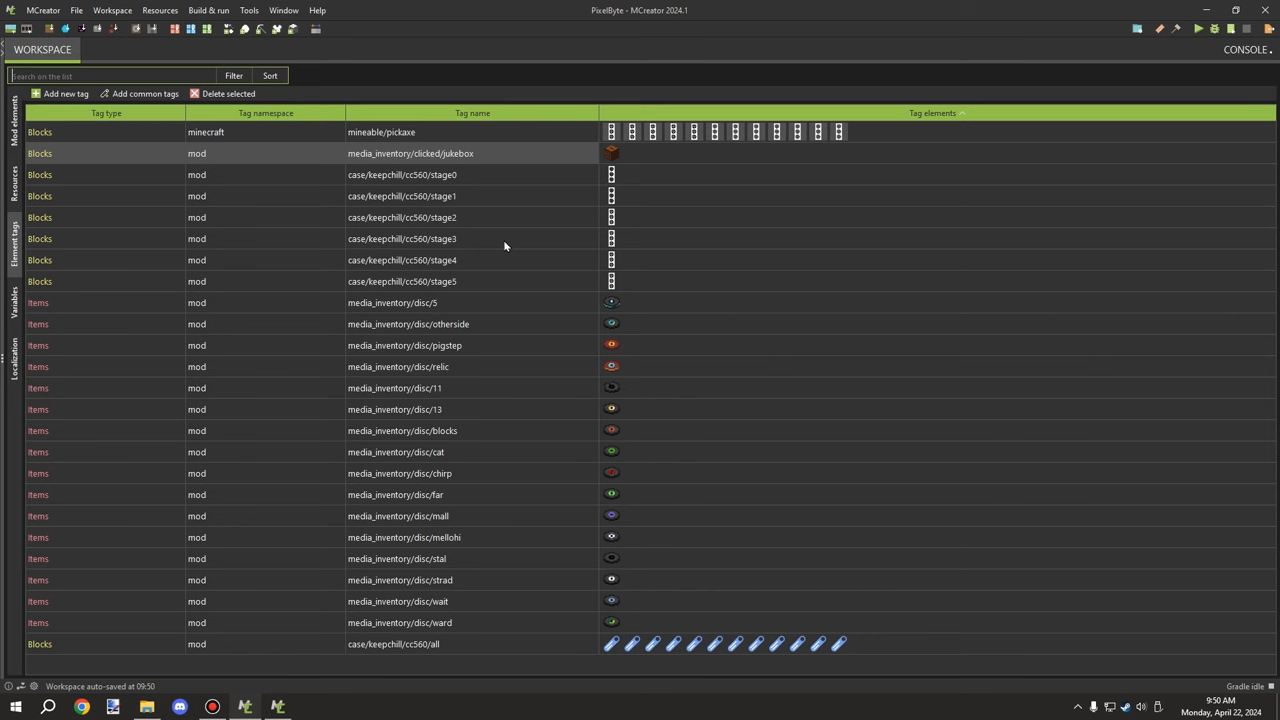 MCreator File Workspace Resources Build & run Tools Window Help
PixelByte - MCreator 2024.1
WORKSPACE
CONSOLE
Search on the list
Filter
Sort
Add new tag
Add common tags
Delete selected
Mod elements
Resources
Element tags
Variables
Localization
Tag type Tag namespace Tag name Tag elements
Blocks minecraft mineable/pickaxe
Blocks mod media_inventory/clicked/jukebox
Blocks mod case/keepchill/cc560/stage0
Blocks mod case/keepchill/cc560/stage1
Blocks mod case/keepchill/cc560/stage2
Blocks mod case/keepchill/cc560/stage3
Blocks mod case/keepchill/cc560/stage4
Blocks mod case/keepchill/cc560/stage5
Items mod media_inventory/disc/5
Items mod media_inventory/disc/otherside
Items mod media_inventory/disc/pigstep
Items mod media_inventory/disc/relic
Items mod media_inventory/disc/11
Items mod media_inventory/disc/13
Items mod media_inventory/disc/blocks
Items mod media_inventory/disc/cat
Items mod media_inventory/disc/chirp
Items mod media_inventory/disc/far
Items mod media_inventory/disc/mall
Items mod media_inventory/disc/mellohi
Items mod media_inventory/disc/stal
Items mod media_inventory/disc/strad
Items mod media_inventory/disc/wait
Items mod media_inventory/disc/ward
Blocks mod case/keepchill/cc560/all
Workspace auto-saved at 09:50
Gradle idle
9:50 AM
Monday, April 22, 2024